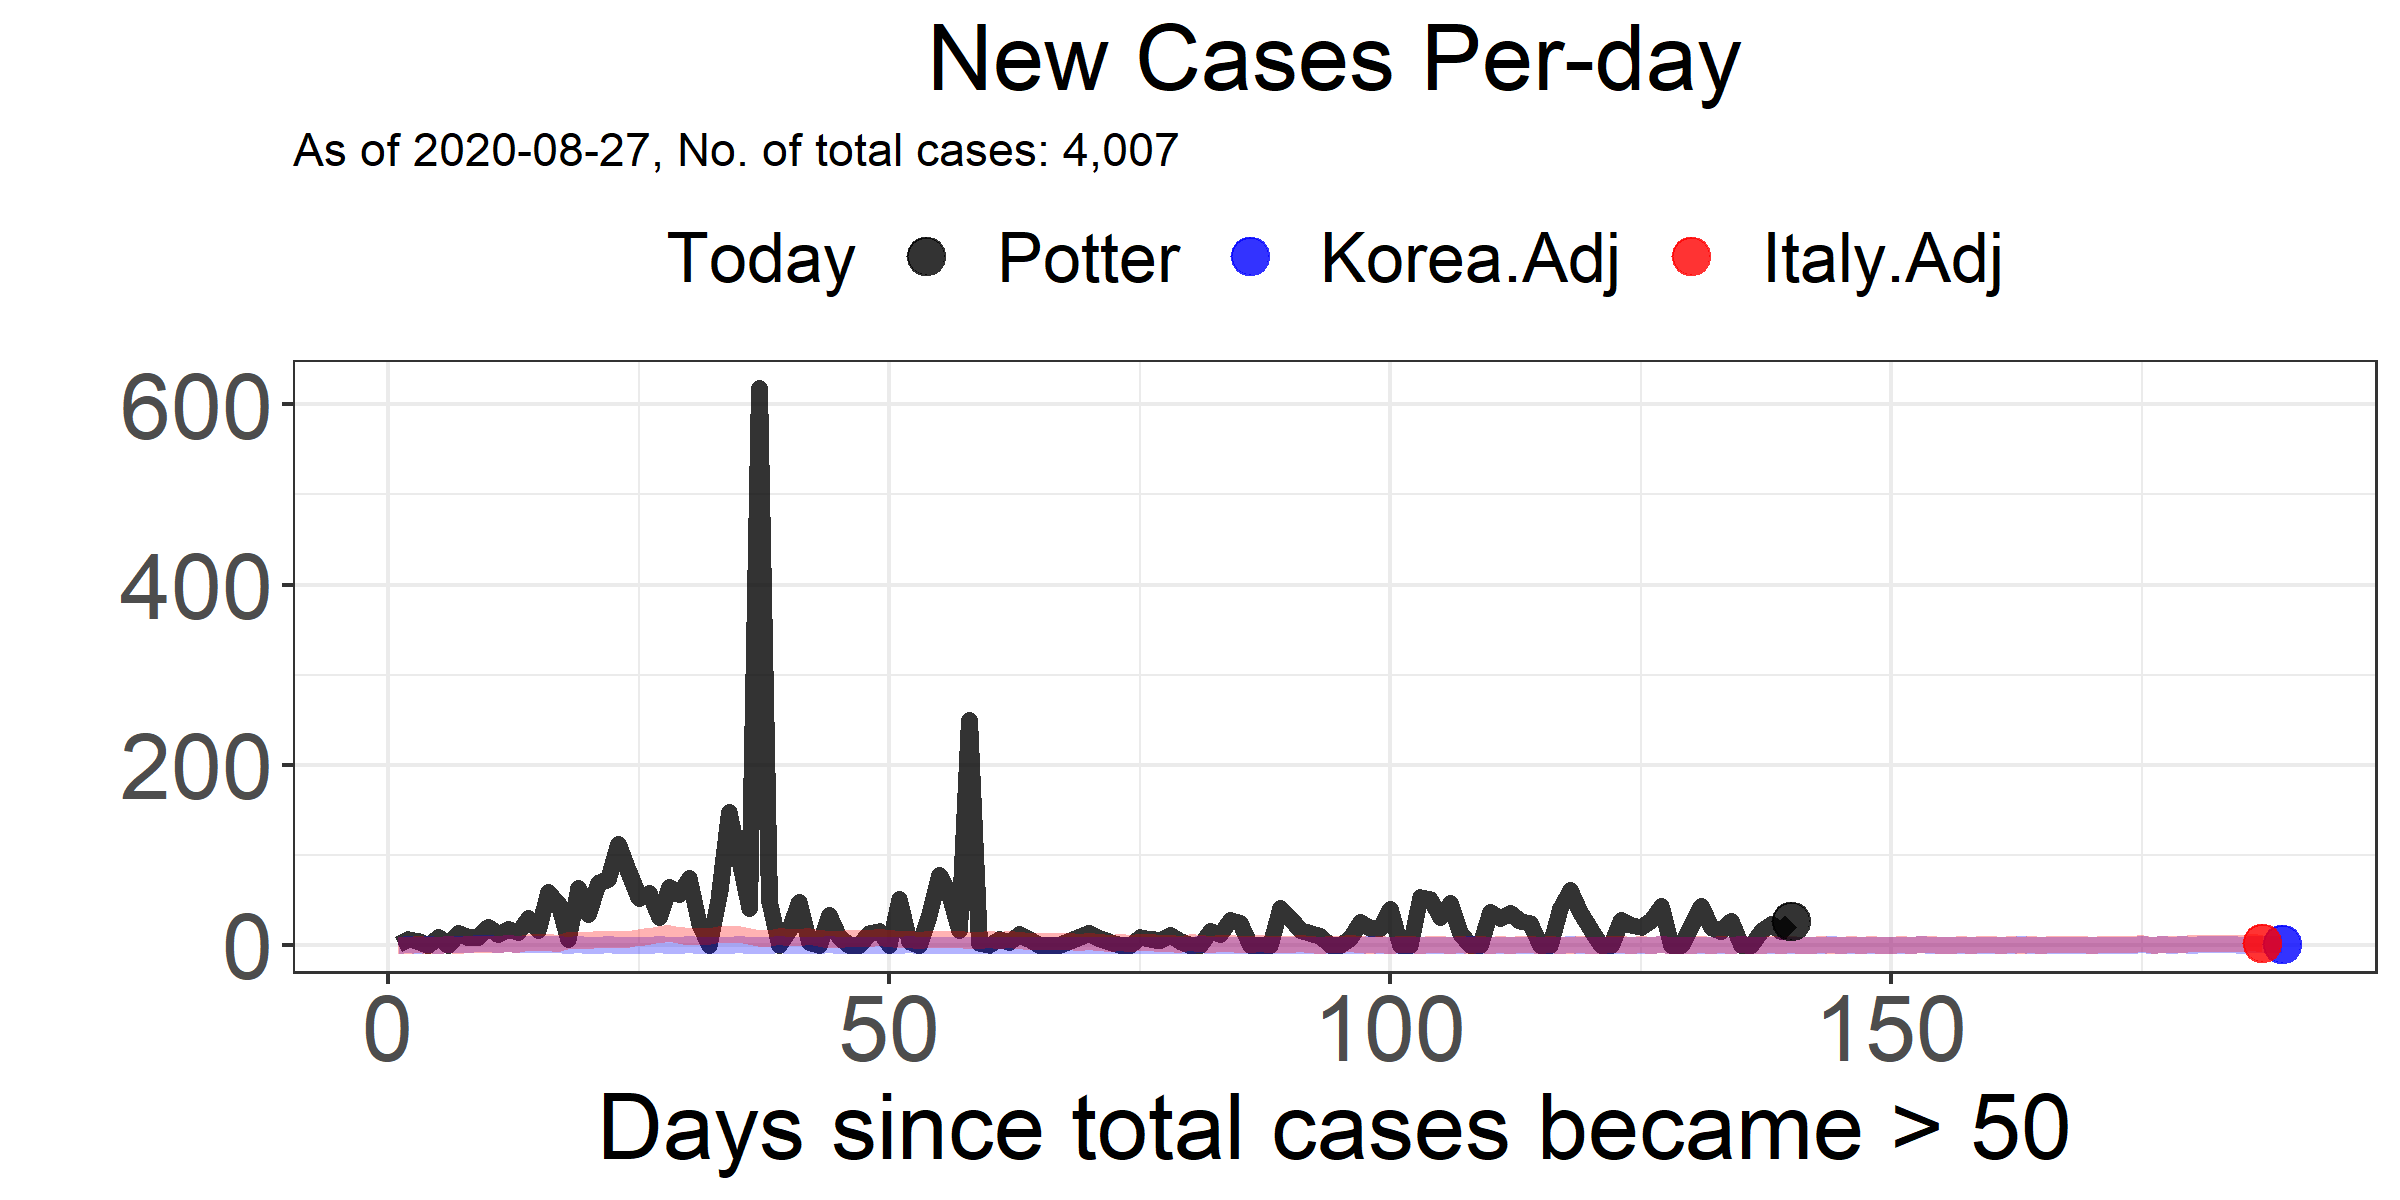 New Cases Per-day
As of 2020-08-27, No. of total cases: 4,007
Today Potter Korea.Adj Italy.Adj
600
400
200
0
0 50 100 150
Days since total cases became > 50